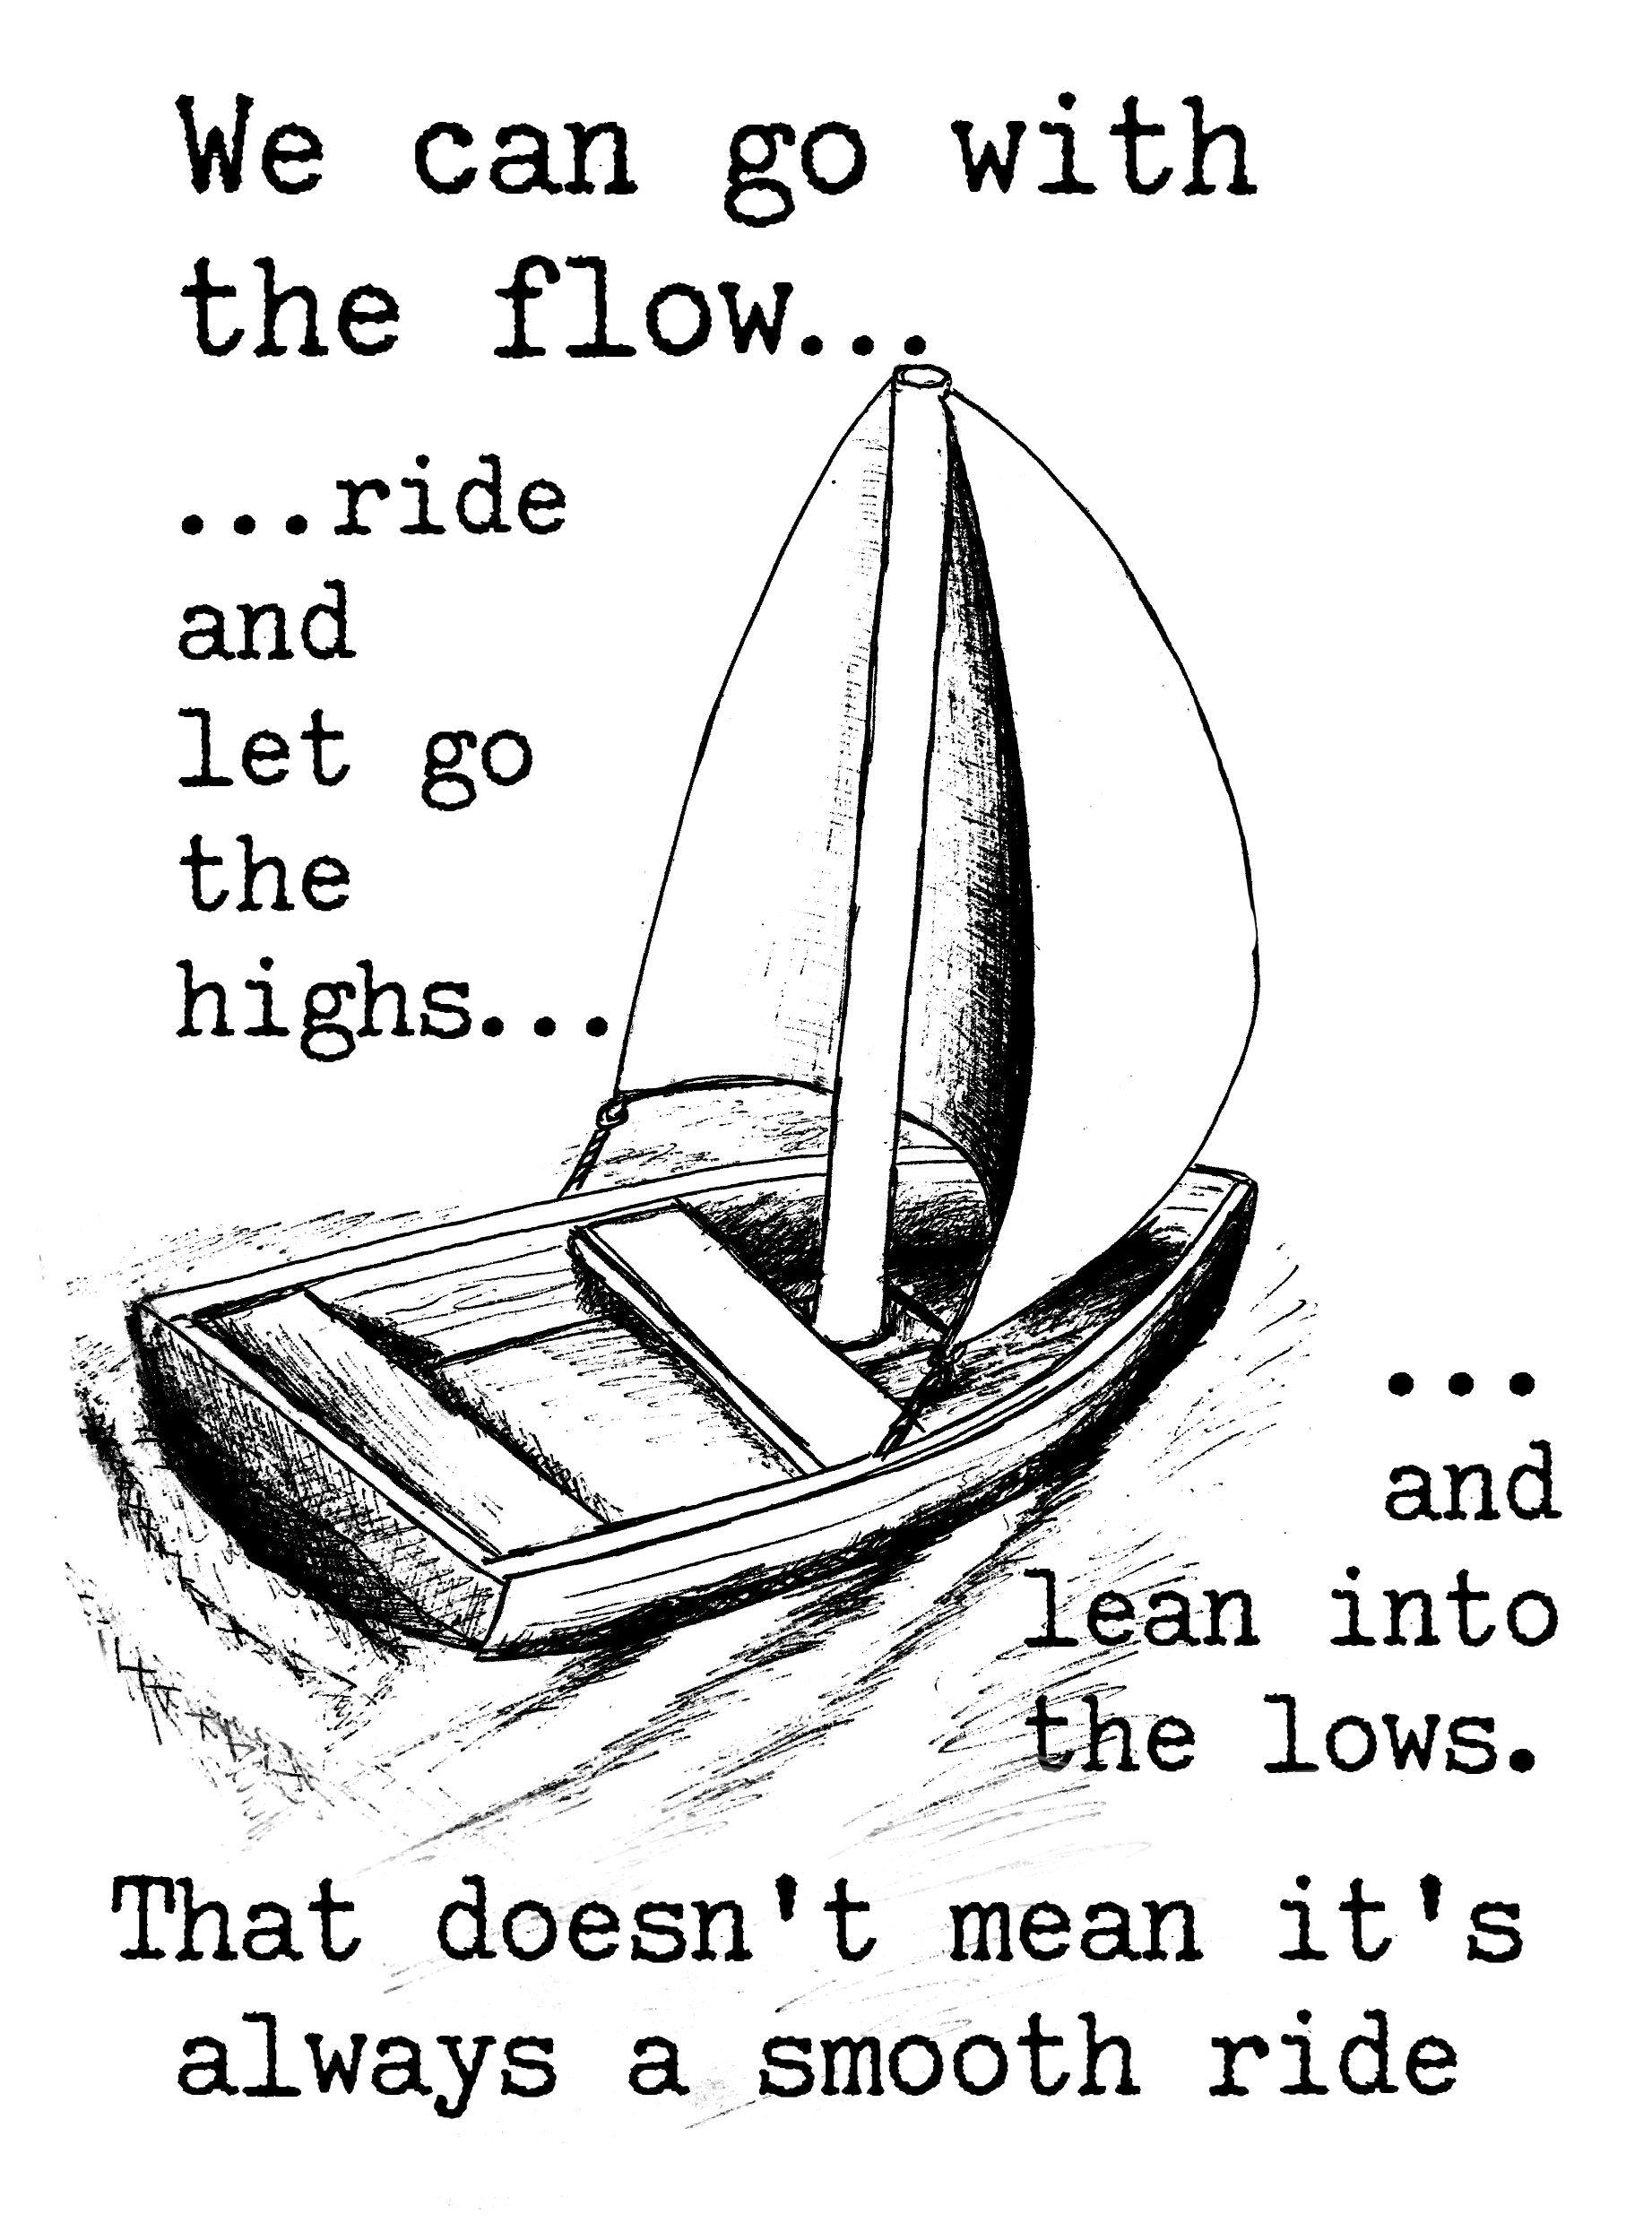 We can go with
the flow...
...ride
and
let go
the
highs...
...
and
lean into
the lows.
That doesn't mean it's
always a smooth ride